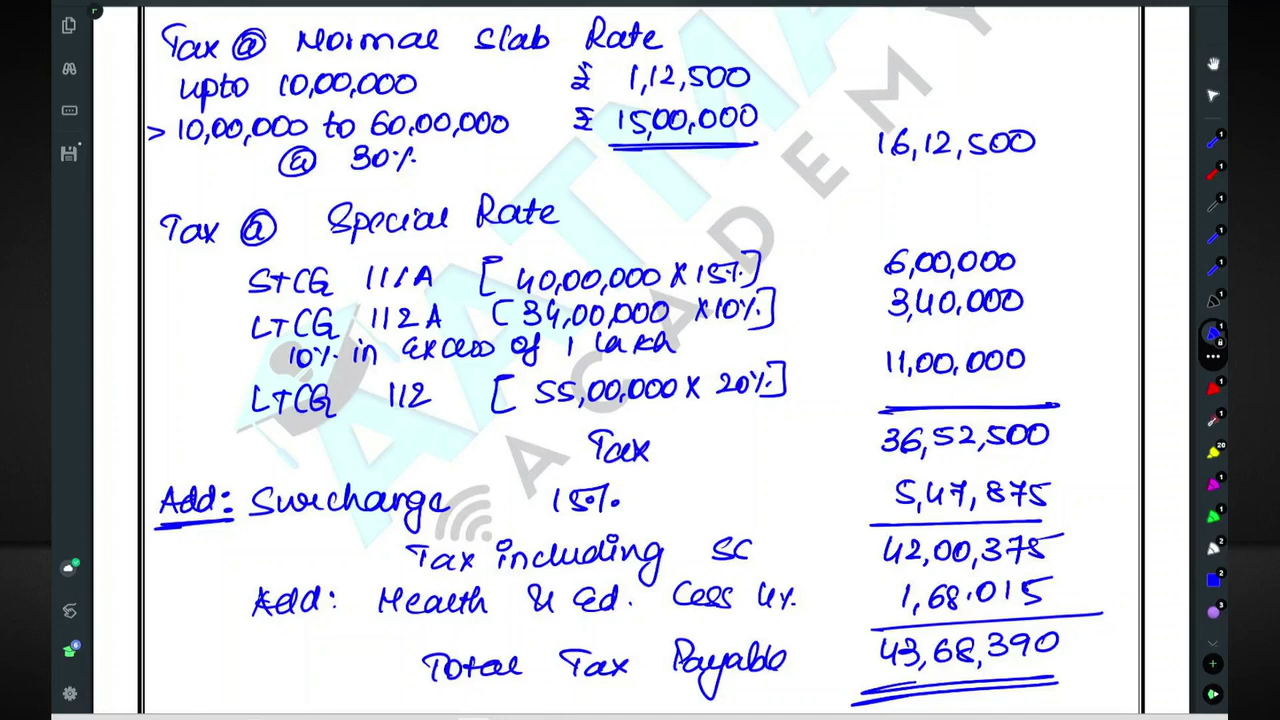 Tax @ Normal Slab Rate
upto 10,00,000 ₹ 1,12,500
> 10,00,000 to 60,00,000 ₹ 15,00,000 16,12,500
@ 30%
Tax @ Special Rate
STCG 111A [40,00,000 X 15%] 6,00,000
LTCG 112A [34,00,000 X10%] 3,40,000
10% in excess of 1 lakh
LTCG 112 [55,00,000 X 20%] 11,00,000
Tax 36,52,500
Add: Surcharge 15% 5,47,875
Tax including SC 42,00,375
Add: Health & Ed. Cess 4% 1,68,015
Total Tax Payable 43,68,390
ACADEMY